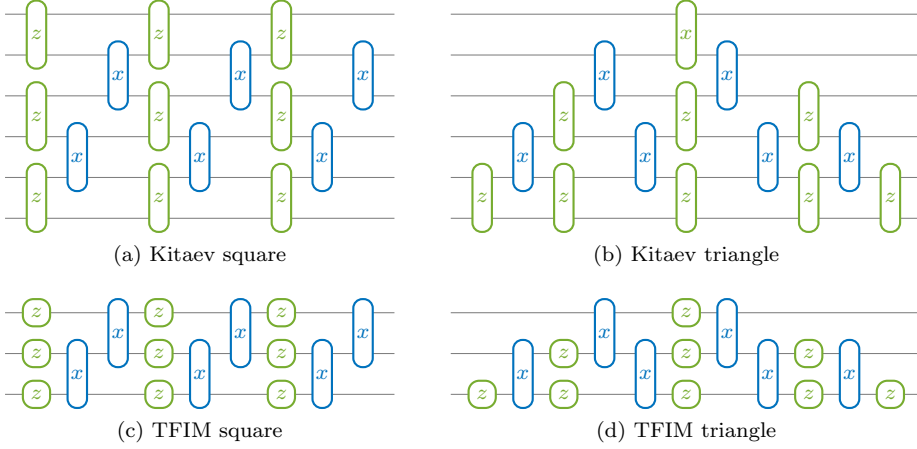 z z z x
x x x x x
z z z z z z
x x x x x x x
z z z z z z z z
(a) Kitaev square (b) Kitaev triangle
z z z z
x x x x x
z z z z z z
x x x x x x x
z z z z z z z z
(c) TFIM square (d) TFIM triangle